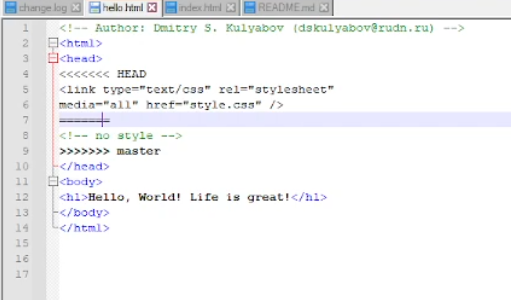 change.log hello.html index.html README.md
1 <!-- Author: Dmitry S. Kulyabov (dskulyabov@rudn.ru) -->
2 <html>
3 <head>
4 <<<<<<< HEAD
5 <link type="text/css" rel="stylesheet"
6 media="all" href="style.css" />
7 =======
8 <!-- no style -->
9 >>>>>>> master
10 </head>
11 <body>
12 <h1>Hello, World! Life is great!</h1>
13 </body>
14 </html>
15
16
17